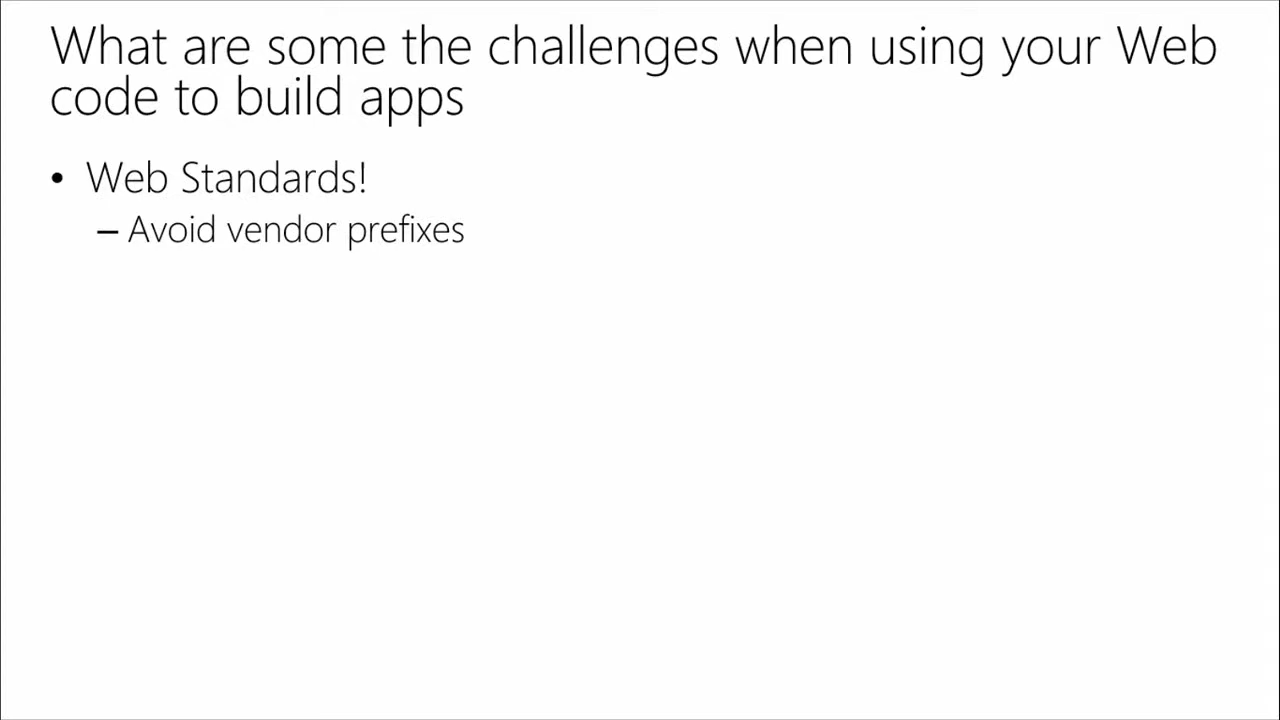 What are some the challenges when using your Web
code to build apps
• Web Standards!
– Avoid vendor prefixes